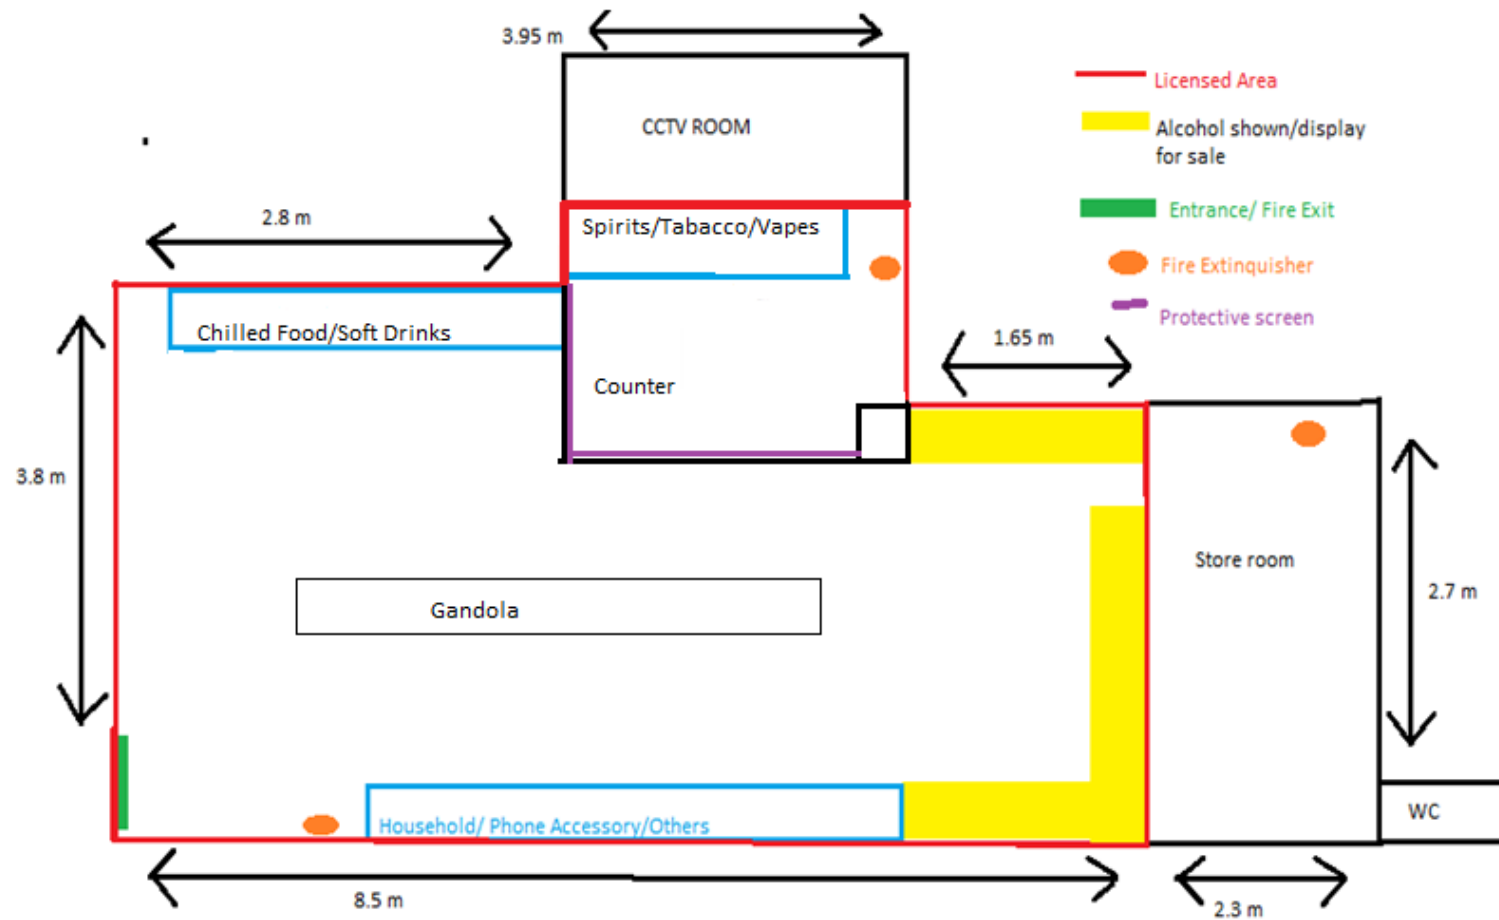 3.95 m
CCTV ROOM
Licensed Area
Alcohol shown/display
for sale
Entrance/ Fire Exit
Fire Extinguisher
Protective screen
2.8 m
Spirits/Tabacco/Vapes
Chilled Food/Soft Drinks
Counter
1.65 m
3.8 m
Store room
2.7 m
Gandola
Household/ Phone Accessory/Others
WC
8.5 m
2.3 m